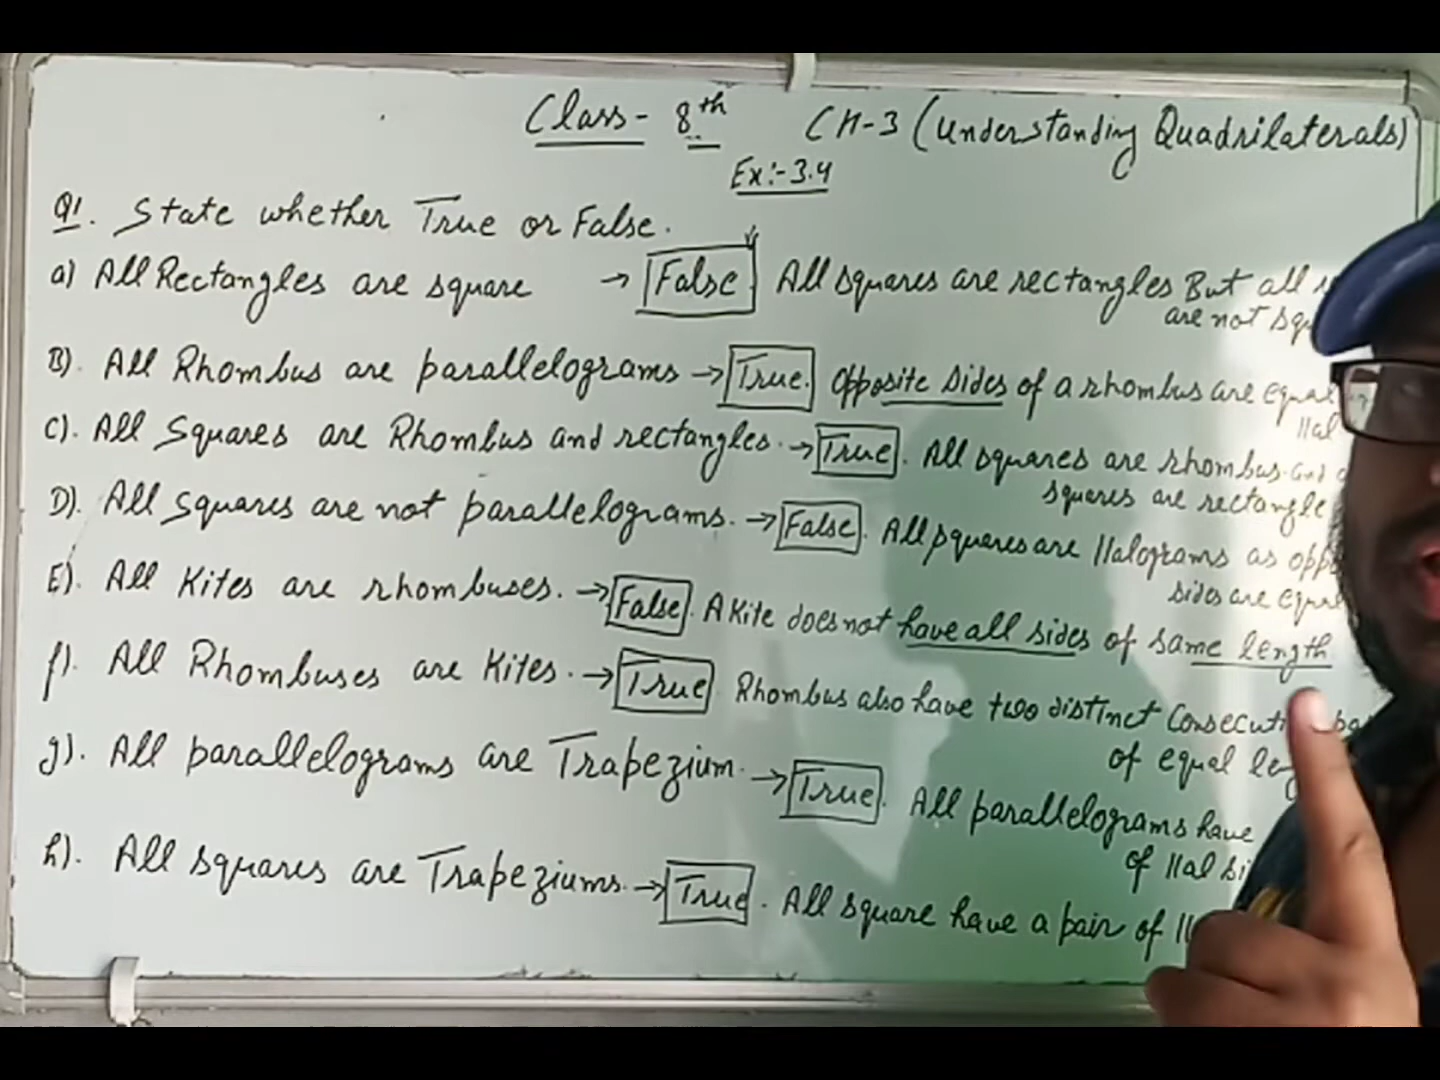 Class - 8th CH-3 (Understanding Quadrilaterals)
Ex:- 3.4
Q1. State whether True or False.
a) All Rectangles are square → False. All squares are rectangles But all
are not
B). All Rhombus are parallelograms → True. Opposite sides of a rhombus are equal
llal
C). All Squares are Rhombus and rectangles. → True. All squares are rhombus and
squares are rectangle
D). All squares are not parallelograms. → False. All squares are llalograms as
sides are equal
E). All Kites are rhombuses. → False. A Kite does not have all sides of same length
f). All Rhombuses are Kites. → True. Rhombus also have two distinct
of equal
g). All parallelograms are Trapezium. → True. All parallelograms have
of llal
h). All squares are Trapeziums. → True. All square have a pair of